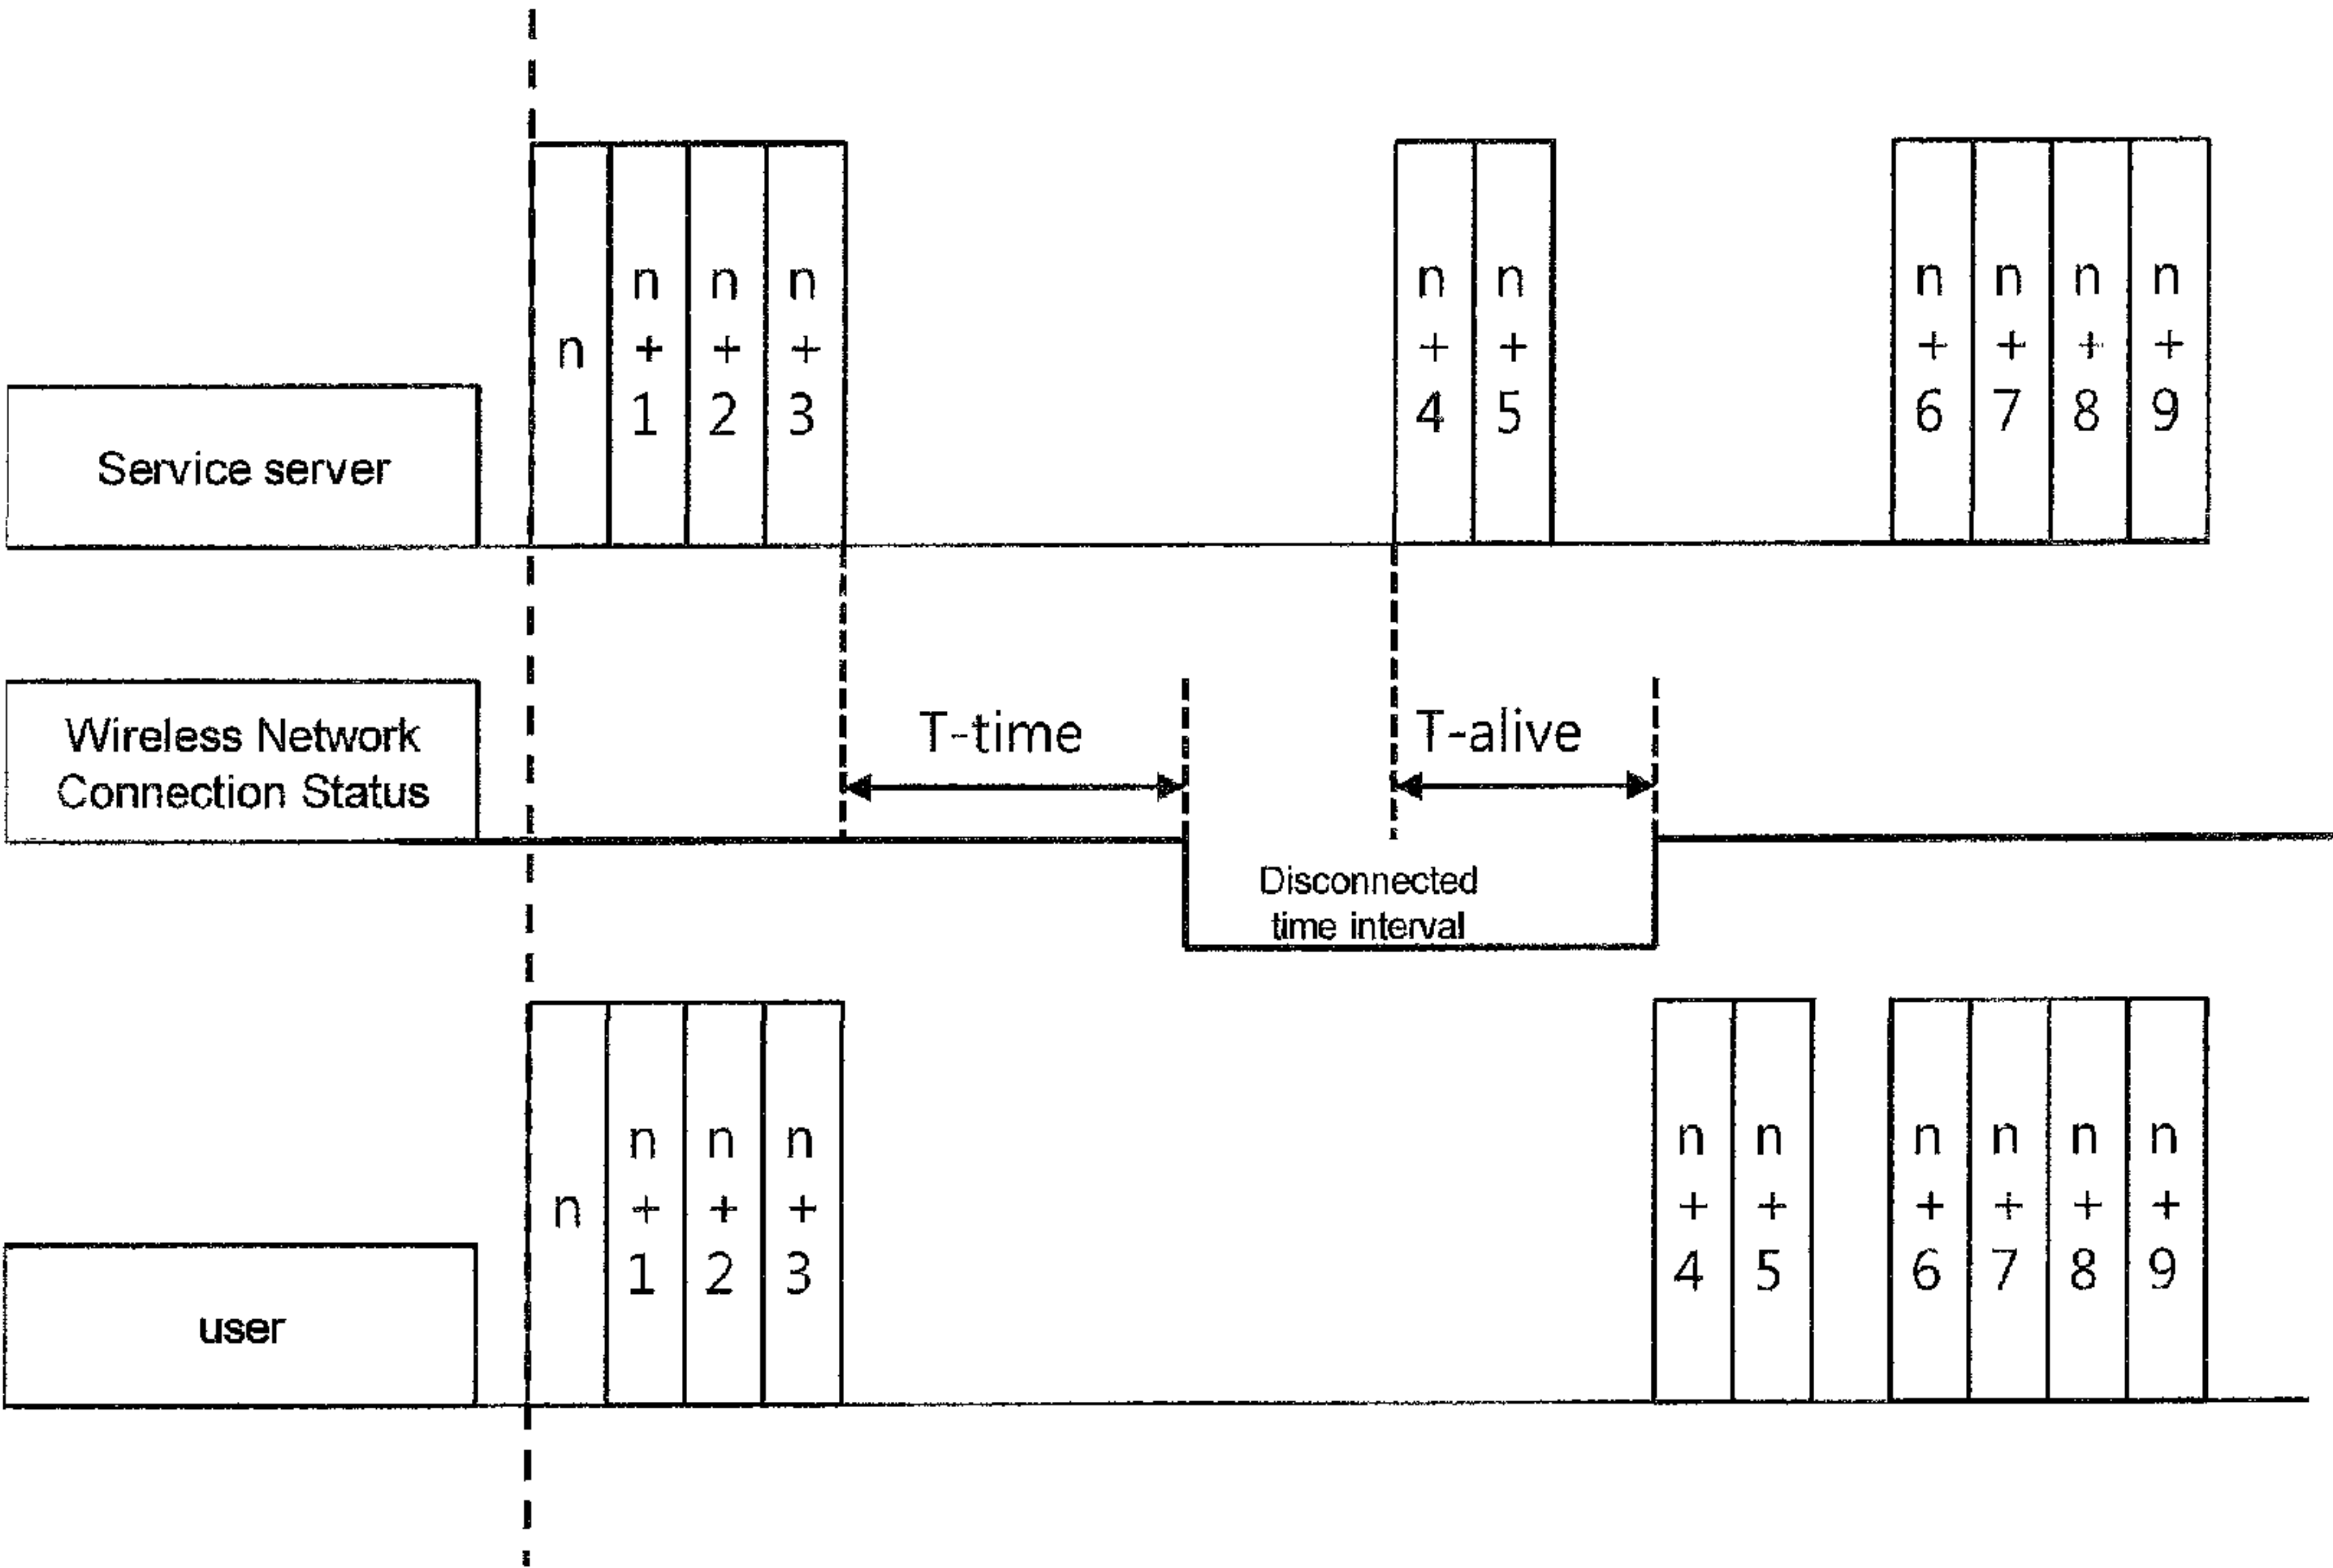 n
n
+
1
n
+
2
n
+
3
n
+
4
n
+
5
n
+
6
n
+
7
n
+
8
n
+
9
Service server
Wireless Network
Connection Status
T-time
T-alive
Disconnected
time interval
user
n
n
+
1
n
+
2
n
+
3
n
+
4
n
+
5
n
+
6
n
+
7
n
+
8
n
+
9